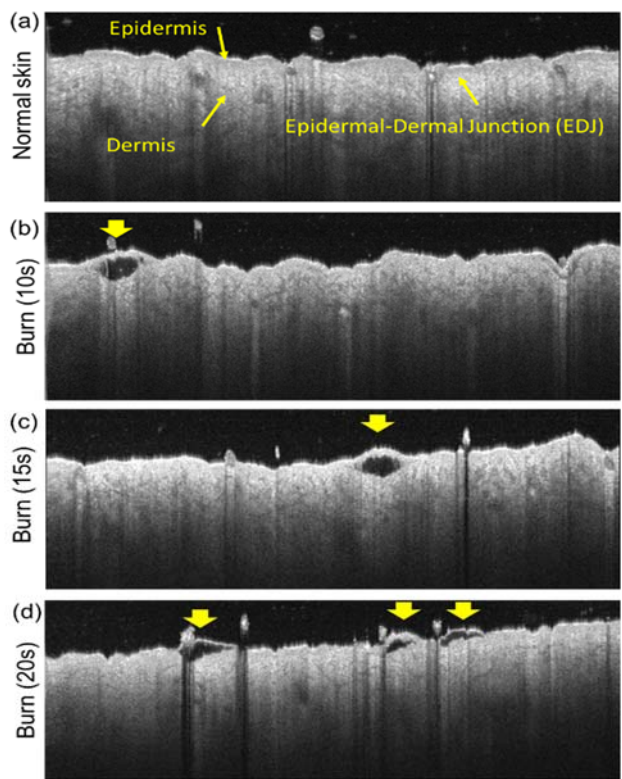 (a)
Normal skin
Epidermis
Dermis
Epidermal-Dermal Junction (EDJ)
(b)
Burn (10s)
(c)
Burn (15s)
(d)
Burn (20s)